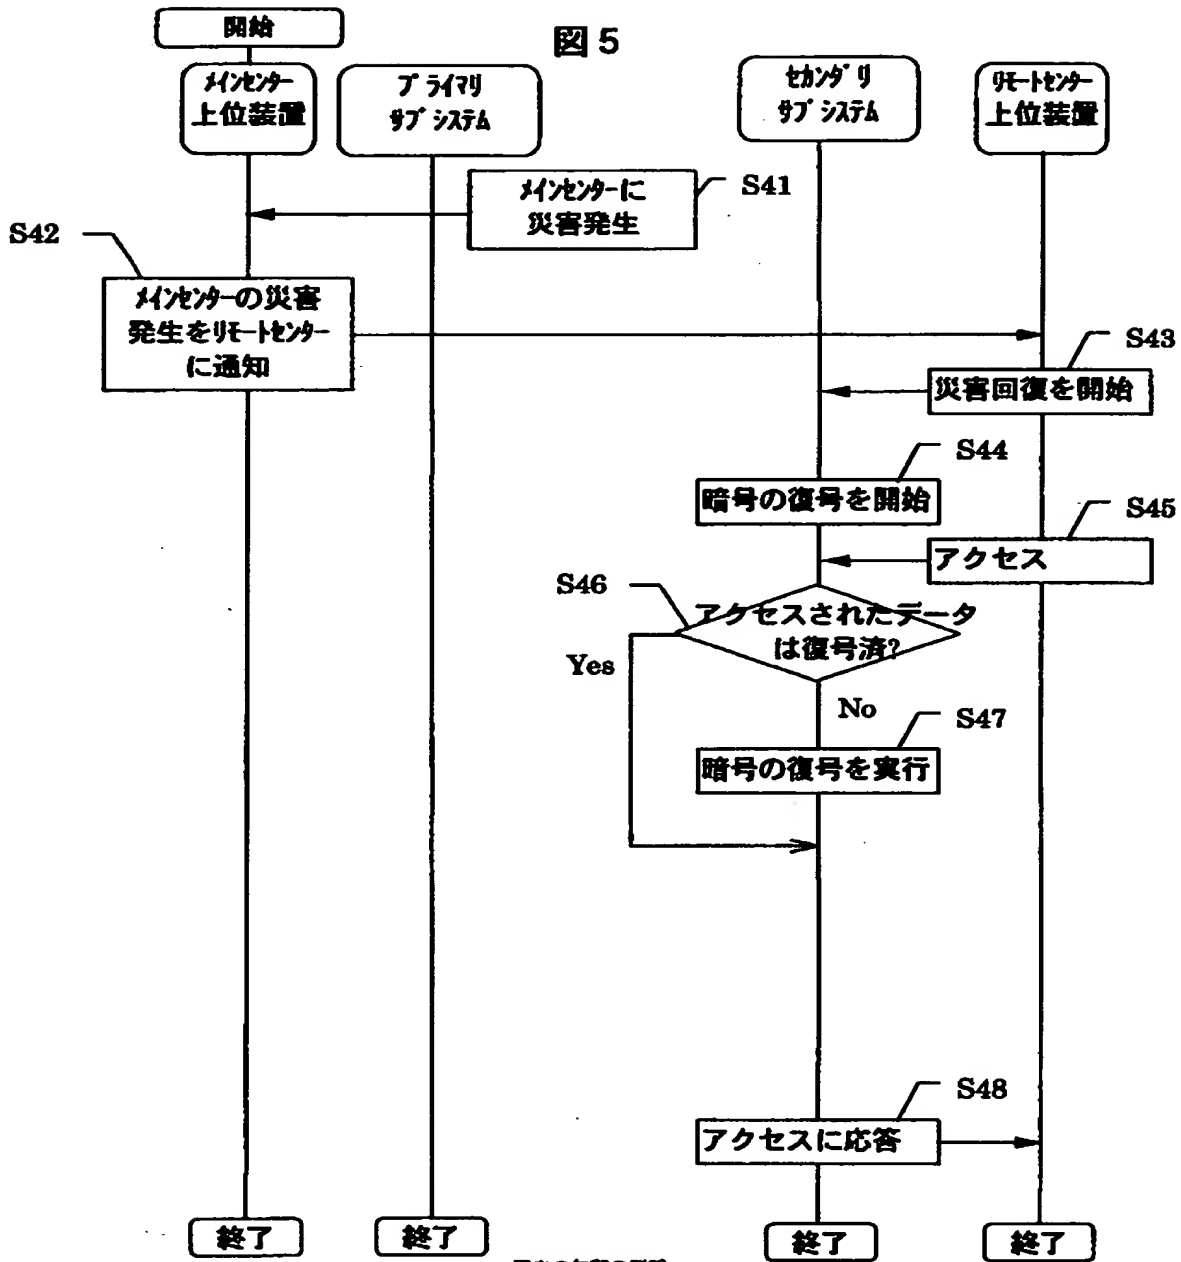 開始
図 5
メインセンター
上位装置
プライマリ
サブシステム
セカンダリ
サブシステム
リモートセンター
上位装置
メインセンターに
災害発生
S41
S42
メインセンターの災害
発生をリモートセンター
に通知
S43
災害回復を開始
S44
暗号の復号を開始
S45
アクセス
S46
アクセスされたデータ
は復号済?
Yes
No
S47
暗号の復号を実行
S48
アクセスに応答
終了
終了
終了
終了